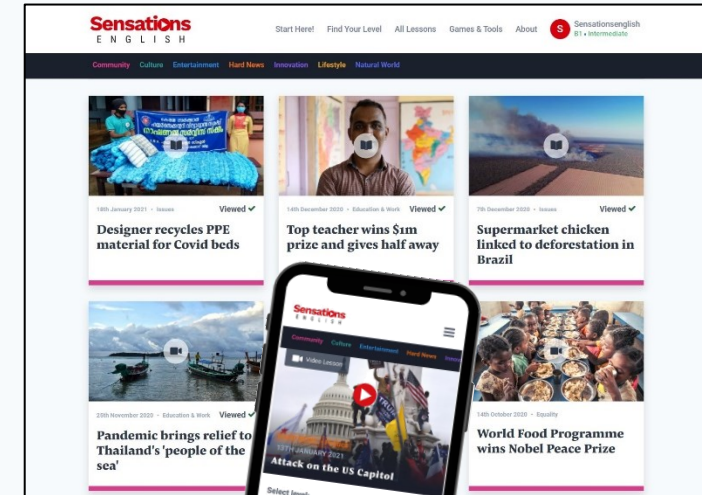 Sensations
ENGLISH
Start Here! Find Your Level All Lessons Games & Tools About S Sensationsenglish
B1 • Intermediate
Community Culture Entertainment Hard News Innovation Lifestyle Natural World
18th January 2021 • Issues Viewed ✔
Designer recycles PPE
material for Covid beds
14th December 2020 • Education & Work Viewed ✔
Top teacher wins $1m
prize and gives half away
7th December 2020 • Issues Viewed ✔
Supermarket chicken
linked to deforestation in
Brazil
25th November 2020 • Education & Work Viewed ✔
Pandemic brings relief to
Thailand's 'people of the
sea'
Sensations
ENGLISH
Community Culture Entertainment Hard News
Video Lesson
TRUMP
13TH JANUARY 2021
Attack on the US Capitol
Select level
14th October 2020 • Equality
World Food Programme
wins Nobel Peace Prize